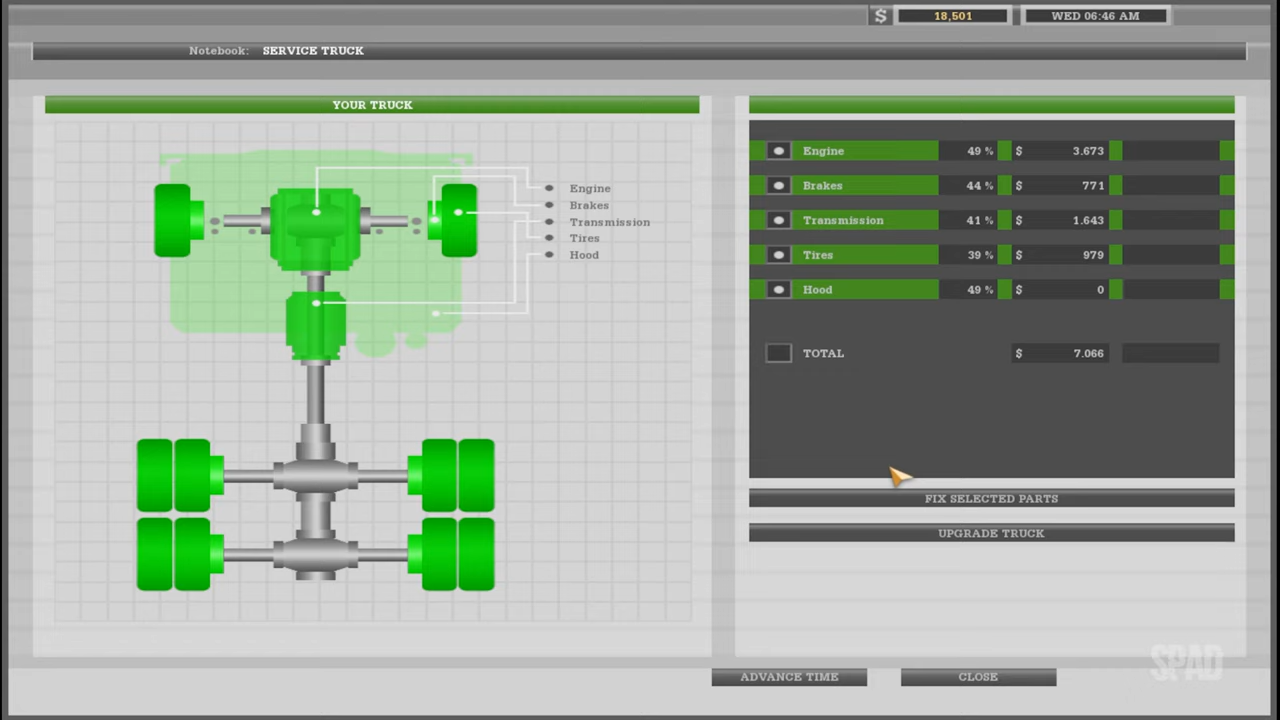 $ 18,501 WED 06:46 AM
Notebook: SERVICE TRUCK
YOUR TRUCK
Engine
Brakes
Transmission
Tires
Hood
Engine 49 % $ 3.673
Brakes 44 % $ 771
Transmission 41 % $ 1.643
Tires 39 % $ 979
Hood 49 % $ 0
TOTAL $ 7.066
FIX SELECTED PARTS
UPGRADE TRUCK
SPAD
ADVANCE TIME CLOSE